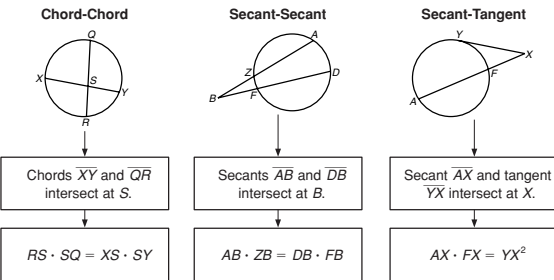 Chord-Chord
Secant-Secant
Secant-Tangent
Q
X
S
Y
R
A
Z
D
B
F
Y
X
F
A
Chords XY and QR
intersect at S.
Secants AB and DB
intersect at B.
Secant AX and tangent
YX intersect at X.
RS · SQ = XS · SY
AB · ZB = DB · FB
AX · FX = YX²